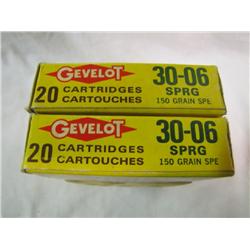 GEVELOT
30-06
20 CARTRIDGES
CARTOUCHES
SPRG
150 GRAIN SPE
GEVELOT
30-06
20 CARTRIDGES
CARTOUCHES
SPRG
150 GRAIN SPE